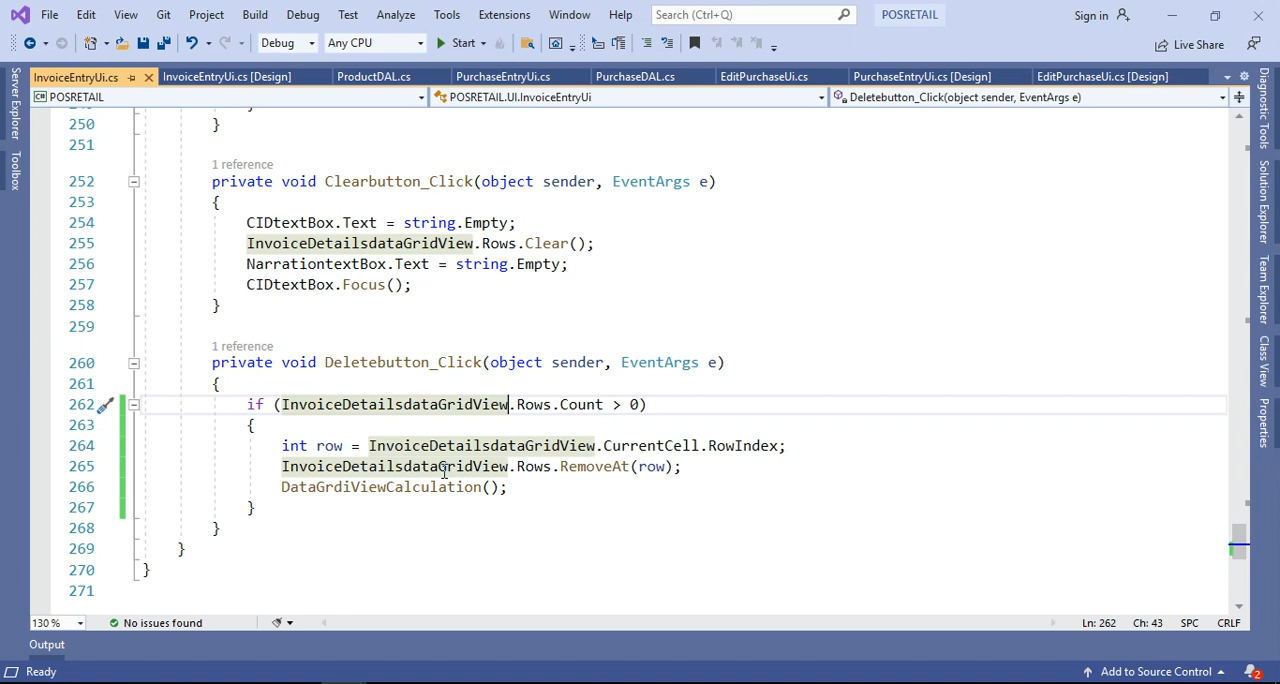 File Edit View Git Project Build Debug Test Analyze Tools Extensions Window Help Search (Ctrl+Q) POSRETAIL Sign in
Debug Any CPU Start Live Share
InvoiceEntryUi.cs InvoiceEntryUi.cs [Design] ProductDAL.cs PurchaseEntryUi.cs PurchaseDAL.cs EditPurchaseUi.cs PurchaseEntryUi.cs [Design] EditPurchaseUi.cs [Design]
POSRETAIL POSRETAIL.UI.InvoiceEntryUi Deletebutton_Click(object sender, EventArgs e)
Server Explorer
Toolbox
250 }
251
1 reference
252 private void Clearbutton_Click(object sender, EventArgs e)
253 {
254 CIDtextBox.Text = string.Empty;
255 InvoiceDetailsdataGridView.Rows.Clear();
256 NarrationtextBox.Text = string.Empty;
257 CIDtextBox.Focus();
258 }
259
1 reference
260 private void Deletebutton_Click(object sender, EventArgs e)
261 {
262 if (InvoiceDetailsdataGridView.Rows.Count > 0)
263 {
264 int row = InvoiceDetailsdataGridView.CurrentCell.RowIndex;
265 InvoiceDetailsdataGridView.Rows.RemoveAt(row);
266 DataGrdiViewCalculation();
267 }
268 }
269 }
270 }
271
Diagnostic Tools
Solution Explorer
Team Explorer
Class View
Properties
130 % No issues found Ln: 262 Ch: 43 SPC CRLF
Output
Ready Add to Source Control 2